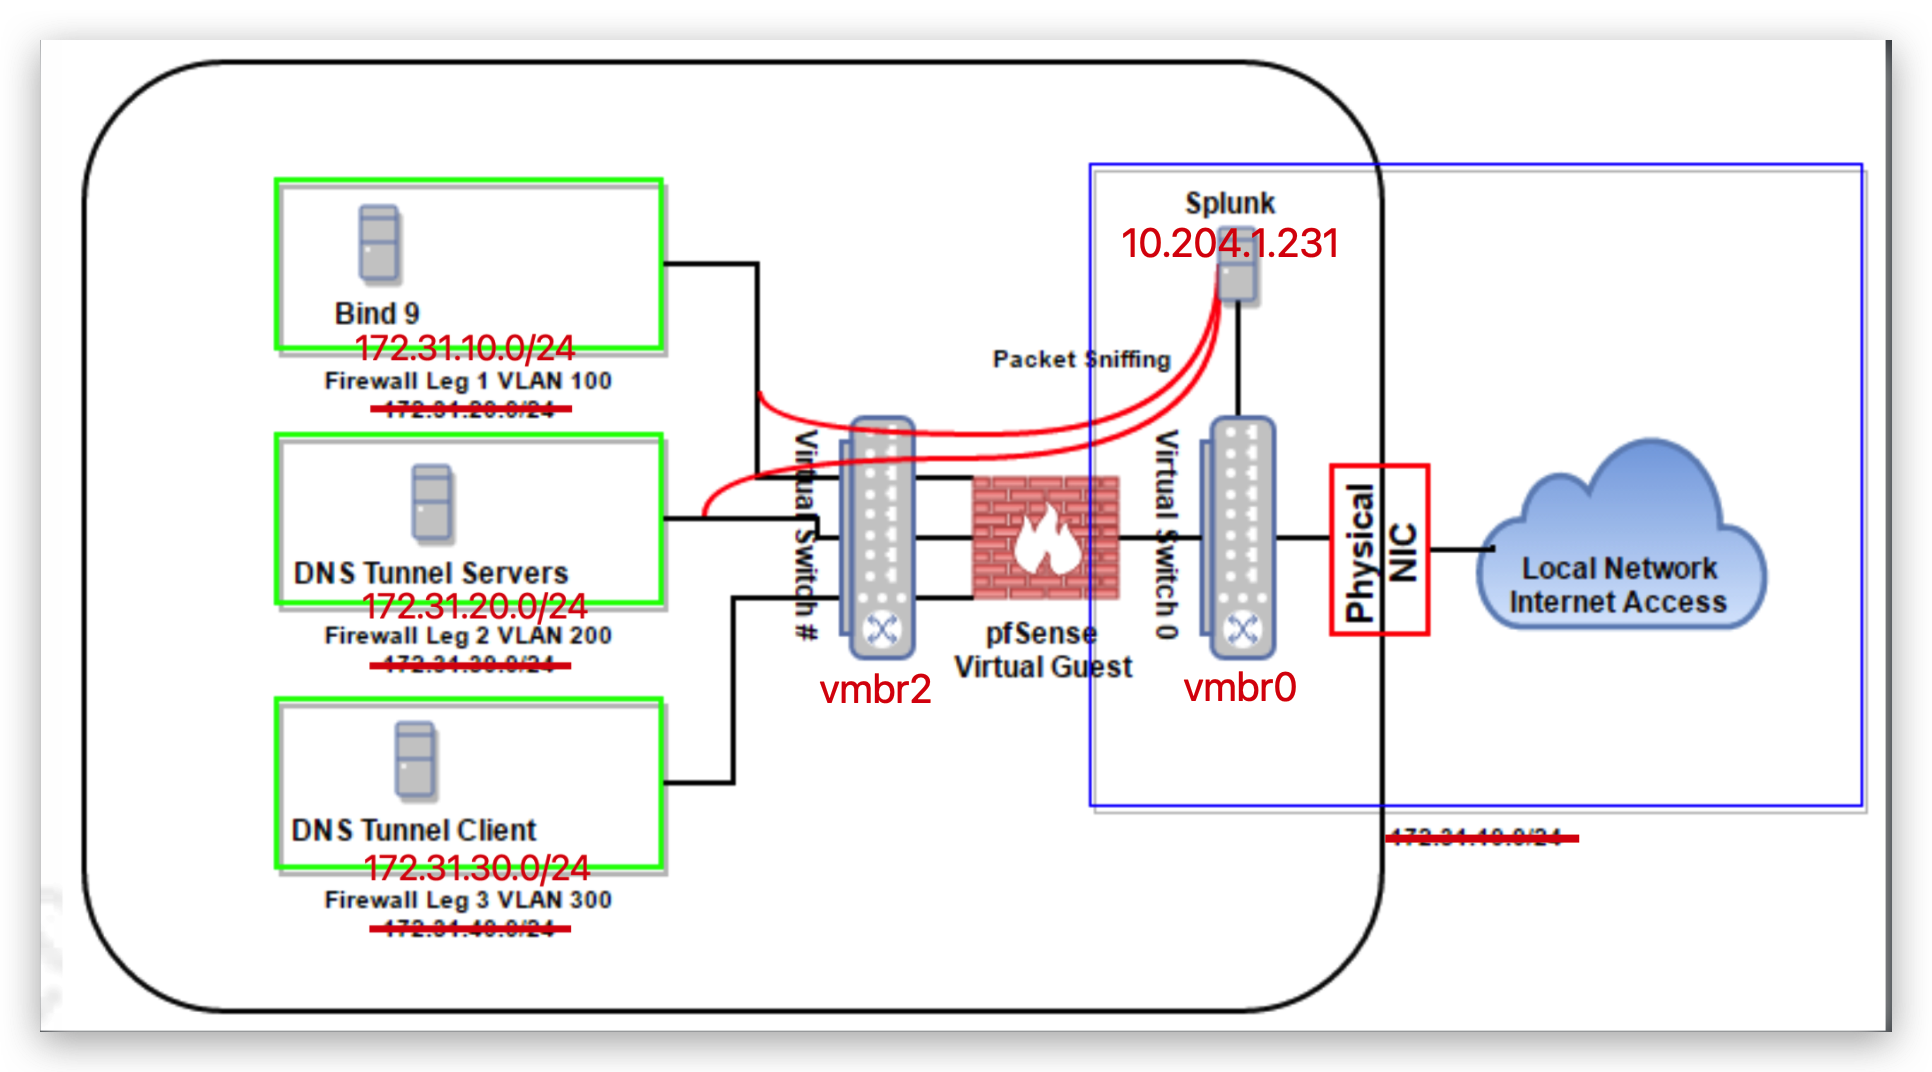 Splunk
10.204.1.231
Bind 9
172.31.10.0/24
Firewall Leg 1 VLAN 100
172.31.20.0/24
Packet Sniffing
DNS Tunnel Servers
172.31.20.0/24
Firewall Leg 2 VLAN 200
172.31.30.0/24
Virtual Switch #
vmbr2
pfSense
Virtual Guest
Virtual Switch 0
vmbr0
Physical
NIC
Local Network
Internet Access
DNS Tunnel Client
172.31.30.0/24
Firewall Leg 3 VLAN 300
172.31.40.0/24
172.31.10.0/24